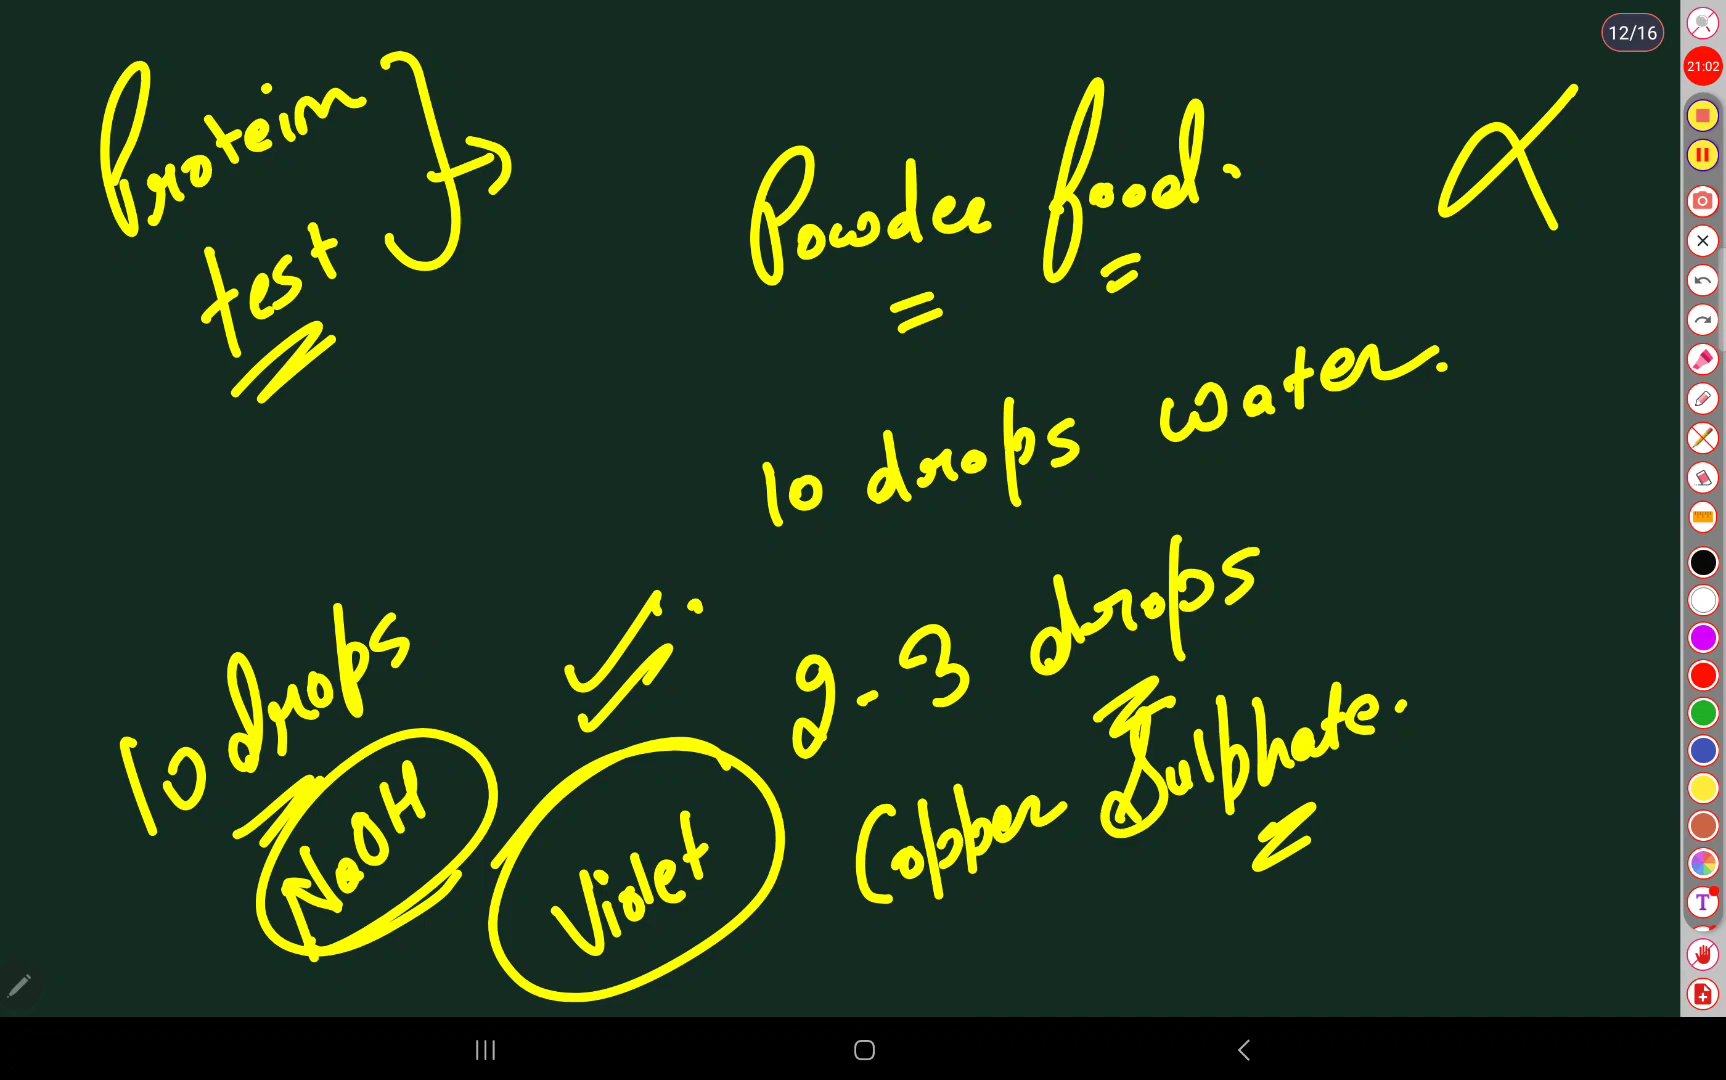 12/16
21:02
Protein
test
Powder food.
10 drops water.
2-3 drops
Copper Sulphate.
10 drops
NaOH
Violet
T